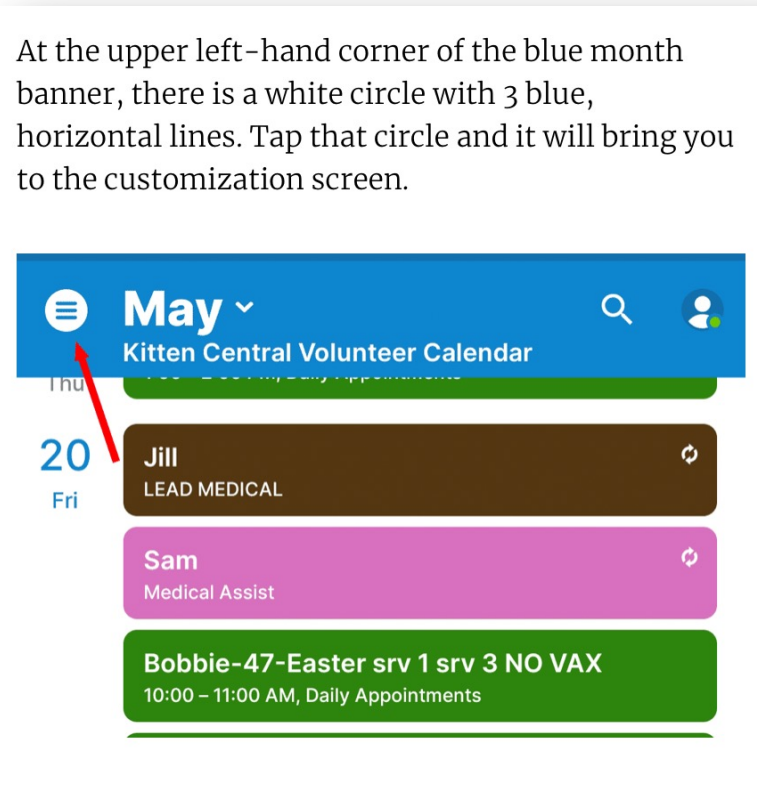 At the upper left-hand corner of the blue month
banner, there is a white circle with 3 blue,
horizontal lines. Tap that circle and it will bring you
to the customization screen.
May
Kitten Central Volunteer Calendar
Thu
20
Fri
Jill
LEAD MEDICAL
Sam
Medical Assist
Bobbie-47-Easter srv 1 srv 3 NO VAX
10:00 – 11:00 AM, Daily Appointments